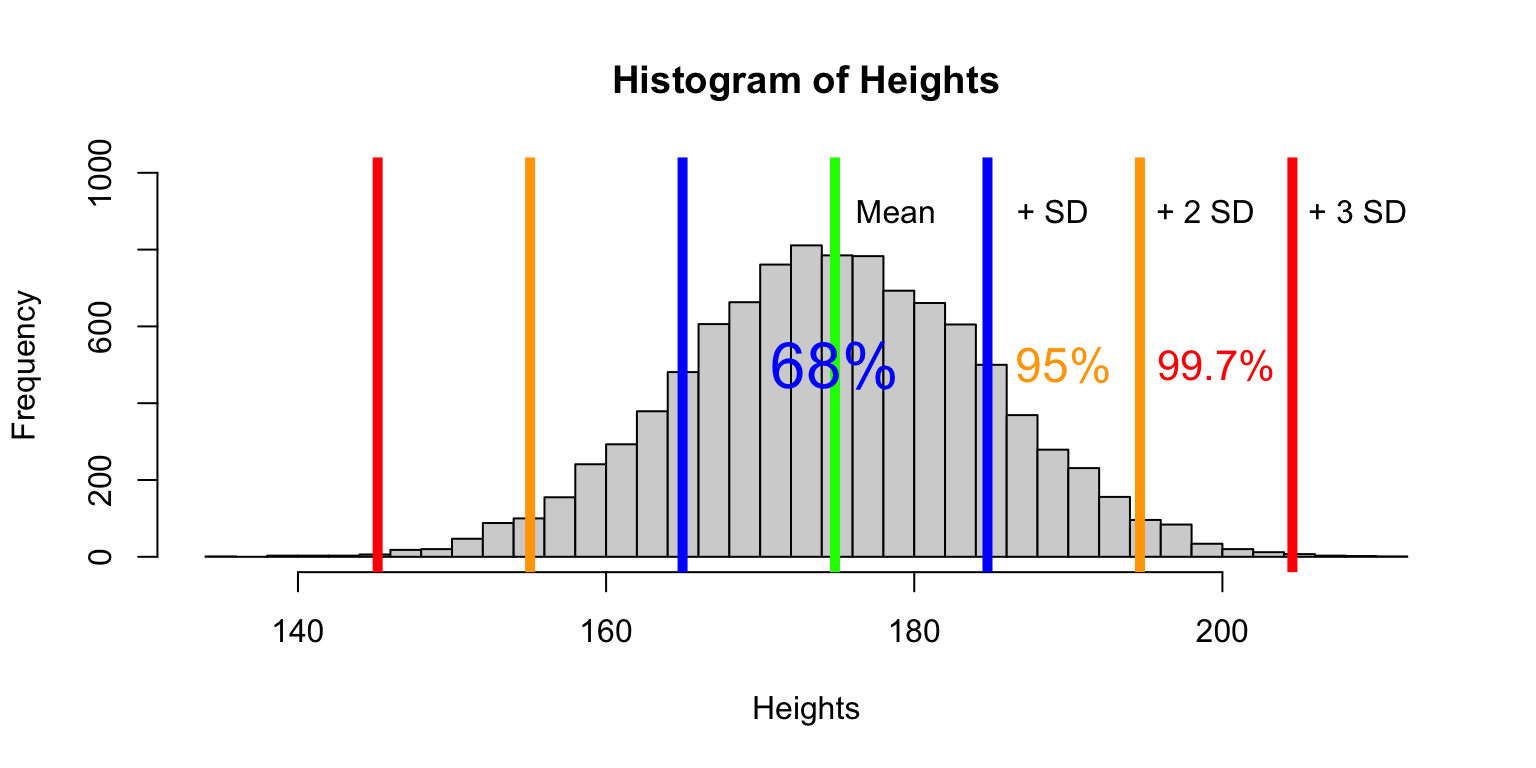 Histogram of Heights
1000
Mean
+ SD
+ 2 SD
+ 3 SD
Frequency
600
68%
95%
99.7%
200
0
140
160
180
200
Heights